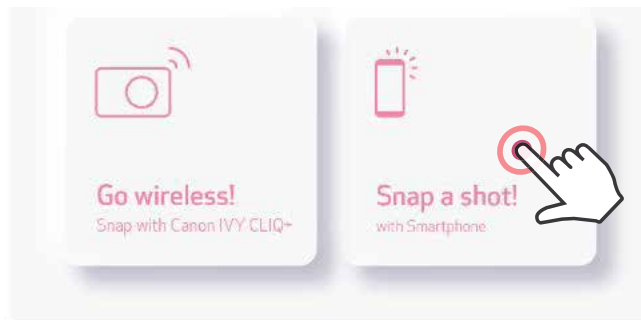 Go wireless!
Snap with Canon IVY CLIQ+
Snap a shot!
with Smartphone